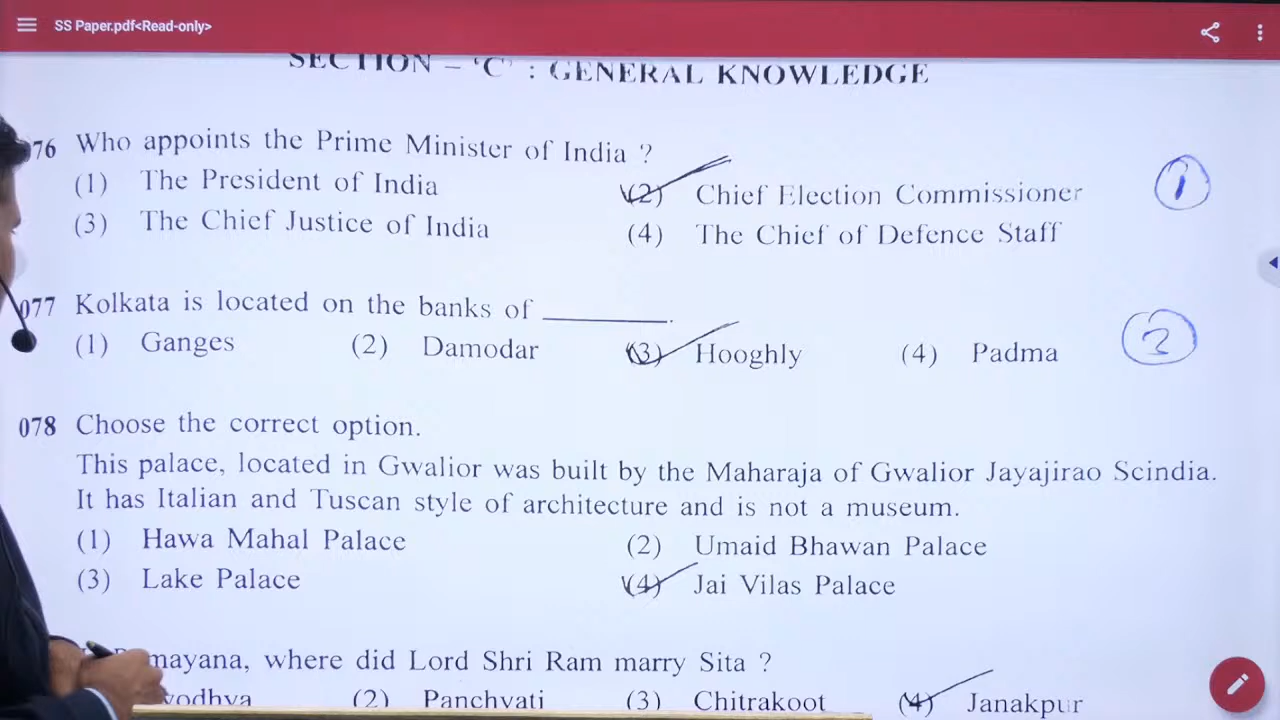 SS Paper.pdf<Read-only>
SECTION – 'C' : GENERAL KNOWLEDGE
076 Who appoints the Prime Minister of India ?
(1) The President of India (2) Chief Election Commissioner
(3) The Chief Justice of India (4) The Chief of Defence Staff
1
077 Kolkata is located on the banks of ________.
(1) Ganges (2) Damodar (3) Hooghly (4) Padma
2
078 Choose the correct option.
This palace, located in Gwalior was built by the Maharaja of Gwalior Jayajirao Scindia.
It has Italian and Tuscan style of architecture and is not a museum.
(1) Hawa Mahal Palace (2) Umaid Bhawan Palace
(3) Lake Palace (4) Jai Vilas Palace
mayana, where did Lord Shri Ram marry Sita ?
yodhya (2) Panchvati (3) Chitrakoot (4) Janakpur